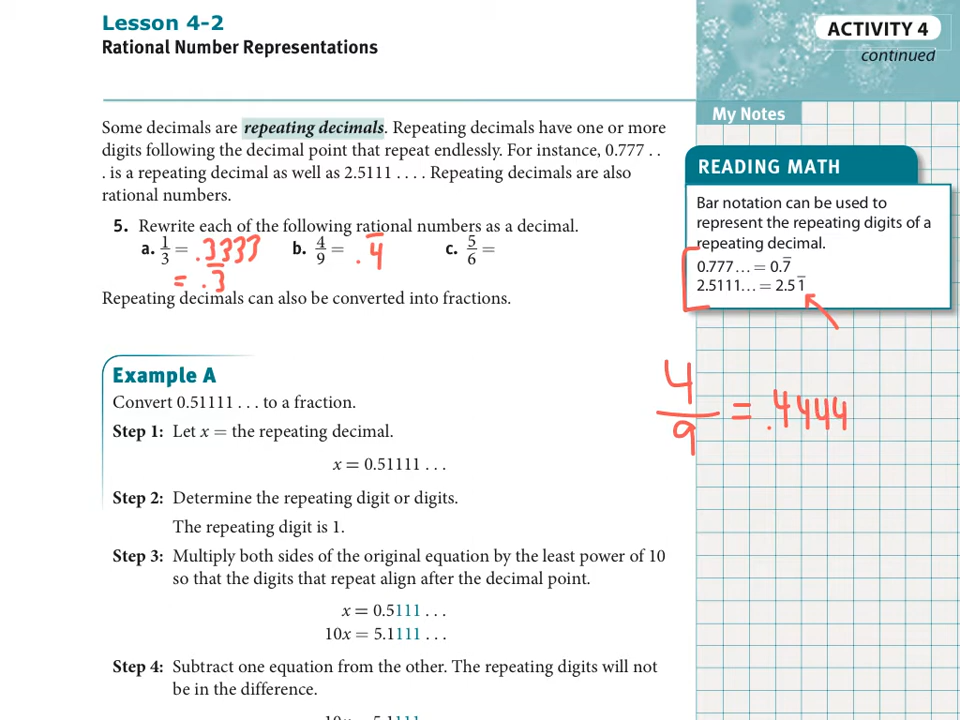 Lesson 4-2
Rational Number Representations
ACTIVITY 4
continued
My Notes
Some decimals are repeating decimals. Repeating decimals have one or more
digits following the decimal point that repeat endlessly. For instance, 0.777 . .
. is a repeating decimal as well as 2.5111 . . . . Repeating decimals are also
rational numbers.
5. Rewrite each of the following rational numbers as a decimal.
a. 1/3 = .3333 b. 4/9 = .4̅ c. 5/6 =
= .3̅
Repeating decimals can also be converted into fractions.
READING MATH
Bar notation can be used to
represent the repeating digits of a
repeating decimal.
0.777… = 0.7̅
2.5111… = 2.51̅
4/9 = .4444
Example A
Convert 0.51111 . . . to a fraction.
Step 1: Let x = the repeating decimal.
x = 0.51111 . . .
Step 2: Determine the repeating digit or digits.
The repeating digit is 1.
Step 3: Multiply both sides of the original equation by the least power of 10
so that the digits that repeat align after the decimal point.
x = 0.5111 . . .
10x = 5.1111 . . .
Step 4: Subtract one equation from the other. The repeating digits will not
be in the difference.